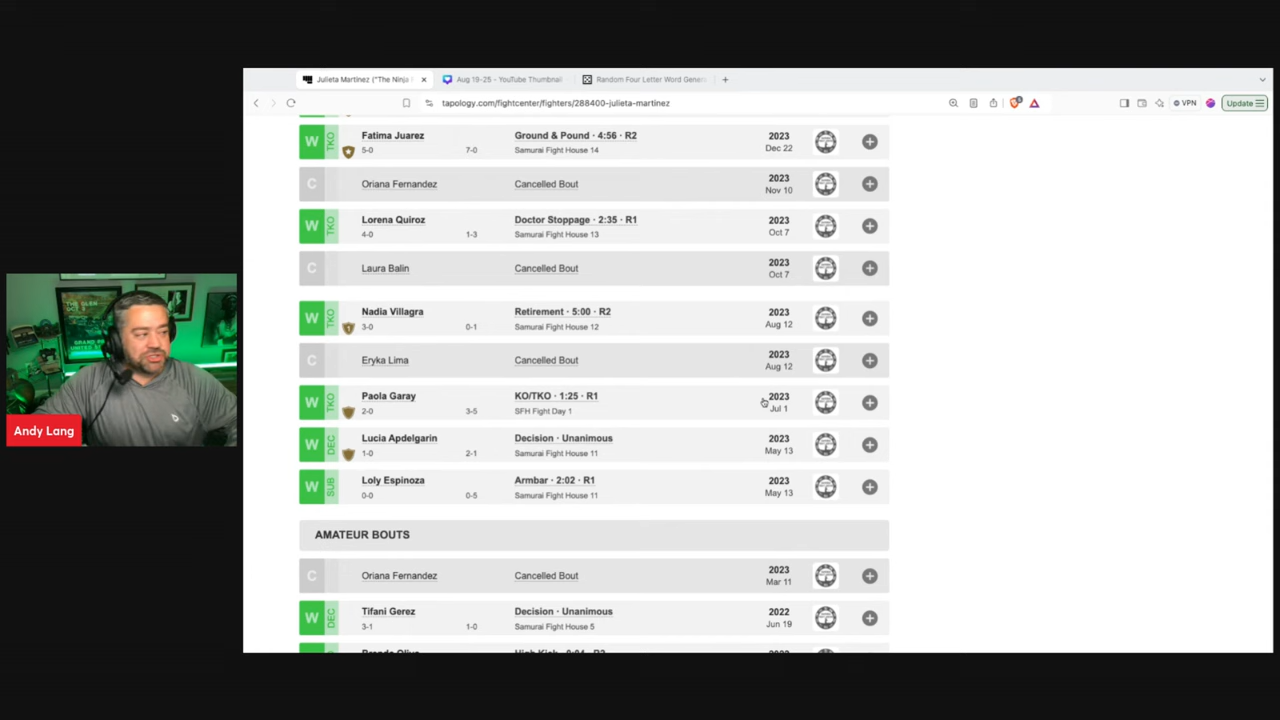 Julieta Martinez ("The Ninja
Aug 19-25 - YouTube Thumbnail
Random Four Letter Word Genera
tapology.com/fightcenter/fighters/288400-julieta-martinez
VPN
Update
W TKO Fatima Juarez Ground & Pound · 4:56 · R2 2023
5-0 7-0 Samurai Fight House 14 Dec 22
C Oriana Fernandez Cancelled Bout 2023
Nov 10
W TKO Lorena Quiroz Doctor Stoppage · 2:35 · R1 2023
4-0 1-3 Samurai Fight House 13 Oct 7
C Laura Balin Cancelled Bout 2023
Oct 7
W TKO Nadia Villagra Retirement · 5:00 · R2 2023
3-0 0-1 Samurai Fight House 12 Aug 12
C Eryka Lima Cancelled Bout 2023
Aug 12
W TKO Paola Garay KO/TKO · 1:25 · R1 2023
2-0 3-5 SFH Fight Day 1 Jul 1
W DEC Lucia Apdelgarin Decision · Unanimous 2023
1-0 2-1 Samurai Fight House 11 May 13
W SUB Loly Espinoza Armbar · 2:02 · R1 2023
0-0 0-5 Samurai Fight House 11 May 13
AMATEUR BOUTS
C Oriana Fernandez Cancelled Bout 2023
Mar 11
W DEC Tifani Gerez Decision · Unanimous 2022
3-1 1-0 Samurai Fight House 5 Jun 19
Andy Lang